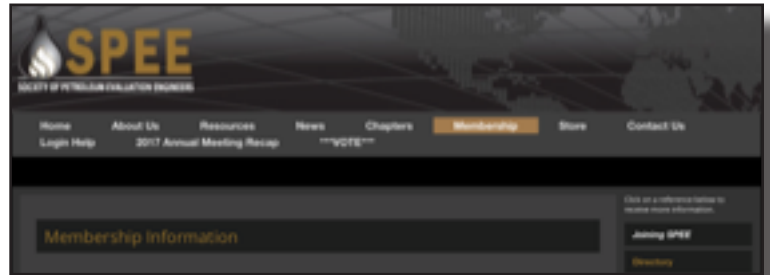 SPEE
SOCIETY OF PETROLEUM EVALUATION ENGINEERS
Home About Us Resources News Chapters Membership Store Contact Us
Login Help 2017 Annual Meeting Recap ***VOTE***
Click on a reference below to
receive more information.
Membership Information
Joining SPEE
Directory